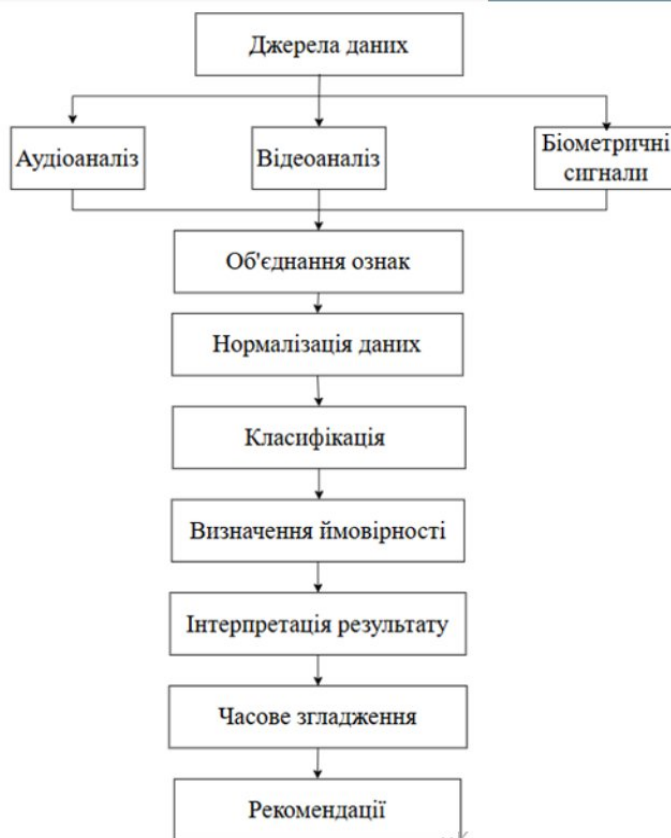 Джерела даних
Аудіоаналіз
Відеоаналіз
Біометричні
сигнали
Об'єднання ознак
Нормалізація даних
Класифікація
Визначення ймовірності
Інтерпретація результату
Часове згладження
Рекомендації